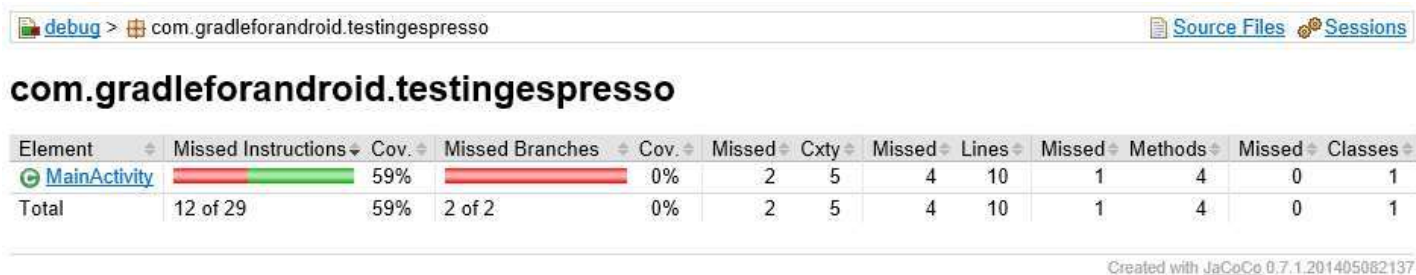 debug > com.gradleforandroid.testingespresso Source Files Sessions
com.gradleforandroid.testingespresso
Element Missed Instructions Cov. Missed Branches Cov. Missed Cxty Missed Lines Missed Methods Missed Classes
MainActivity 59% 0% 2 5 4 10 1 4 0 1
Total 12 of 29 59% 2 of 2 0% 2 5 4 10 1 4 0 1
Created with JaCoCo 0.7.1.201405082137